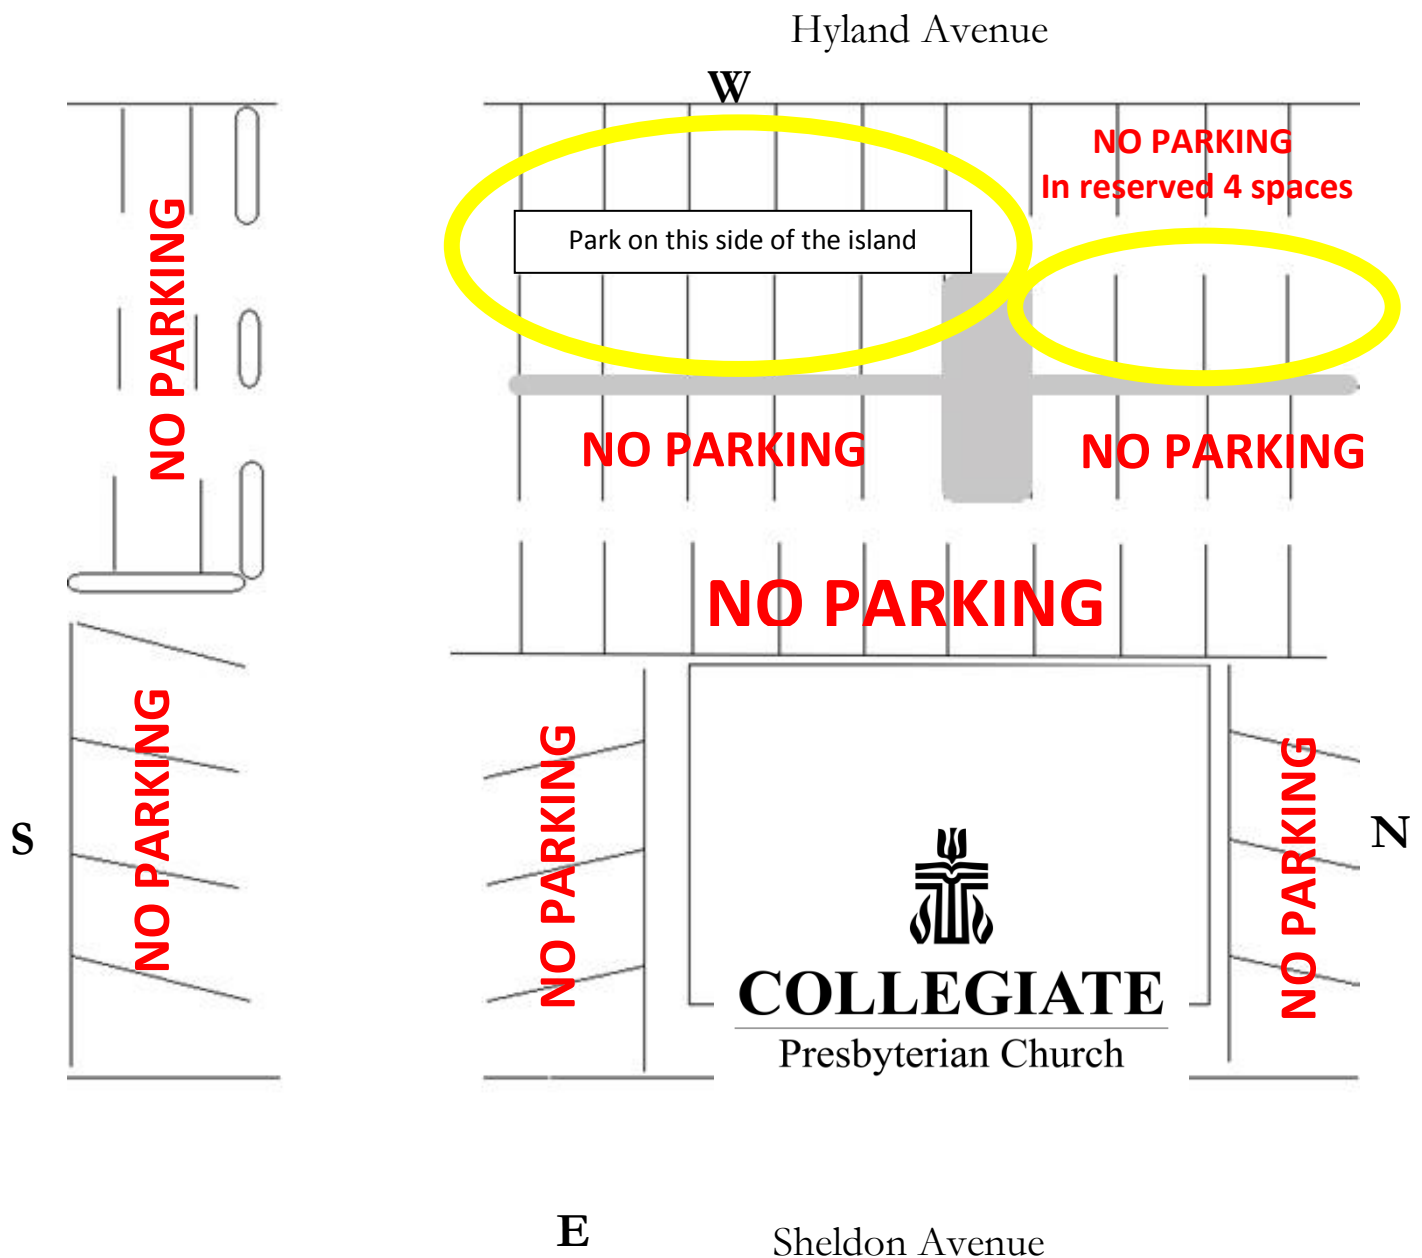 Hyland Avenue
W
NO PARKING
In reserved 4 spaces
Park on this side of the island
NO PARKING
NO PARKING
NO PARKING
NO PARKING
NO PARKING
NO PARKING
NO PARKING
S
N
COLLEGIATE
Presbyterian Church
E
Sheldon Avenue